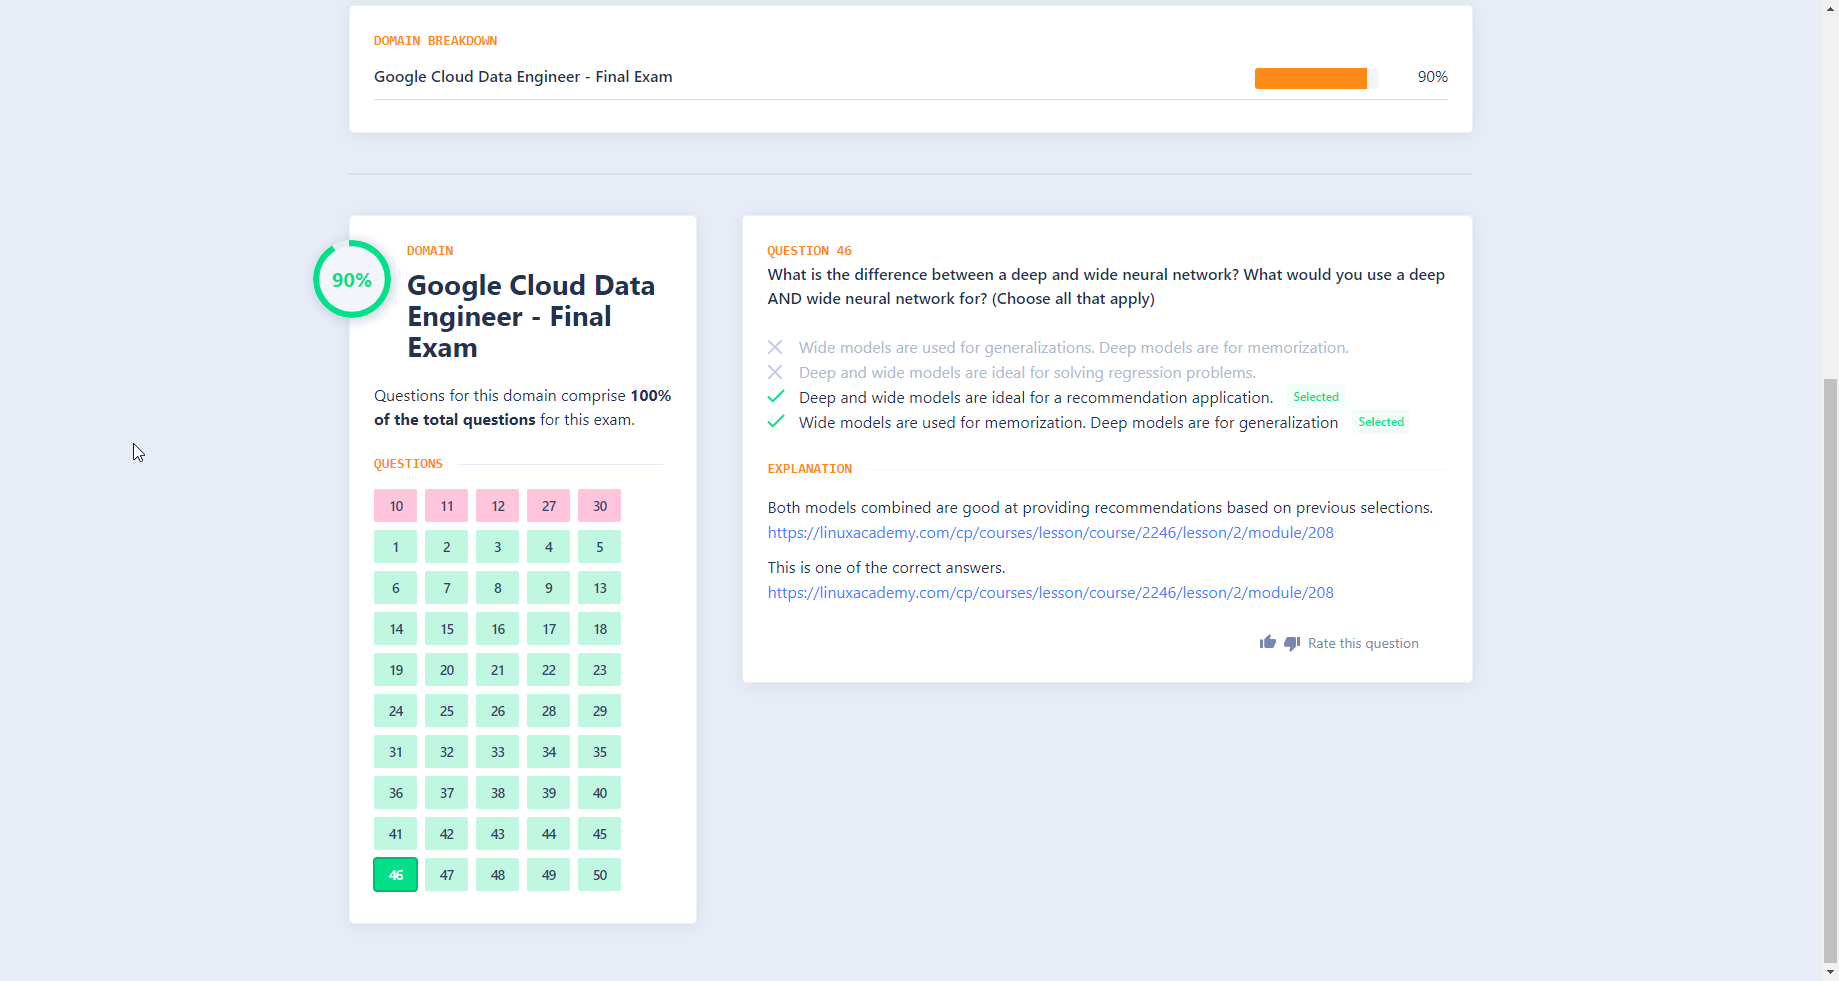 DOMAIN BREAKDOWN
Google Cloud Data Engineer - Final Exam
90%
90%
DOMAIN
Google Cloud Data
Engineer - Final
Exam
Questions for this domain comprise 100%
of the total questions for this exam.
QUESTIONS
10 11 12 27 30
1 2 3 4 5
6 7 8 9 13
14 15 16 17 18
19 20 21 22 23
24 25 26 28 29
31 32 33 34 35
36 37 38 39 40
41 42 43 44 45
46 47 48 49 50
QUESTION 46
What is the difference between a deep and wide neural network? What would you use a deep
AND wide neural network for? (Choose all that apply)
Wide models are used for generalizations. Deep models are for memorization.
Deep and wide models are ideal for solving regression problems.
Deep and wide models are ideal for a recommendation application. Selected
Wide models are used for memorization. Deep models are for generalization Selected
EXPLANATION
Both models combined are good at providing recommendations based on previous selections.
https://linuxacademy.com/cp/courses/lesson/course/2246/lesson/2/module/208
This is one of the correct answers.
https://linuxacademy.com/cp/courses/lesson/course/2246/lesson/2/module/208
Rate this question